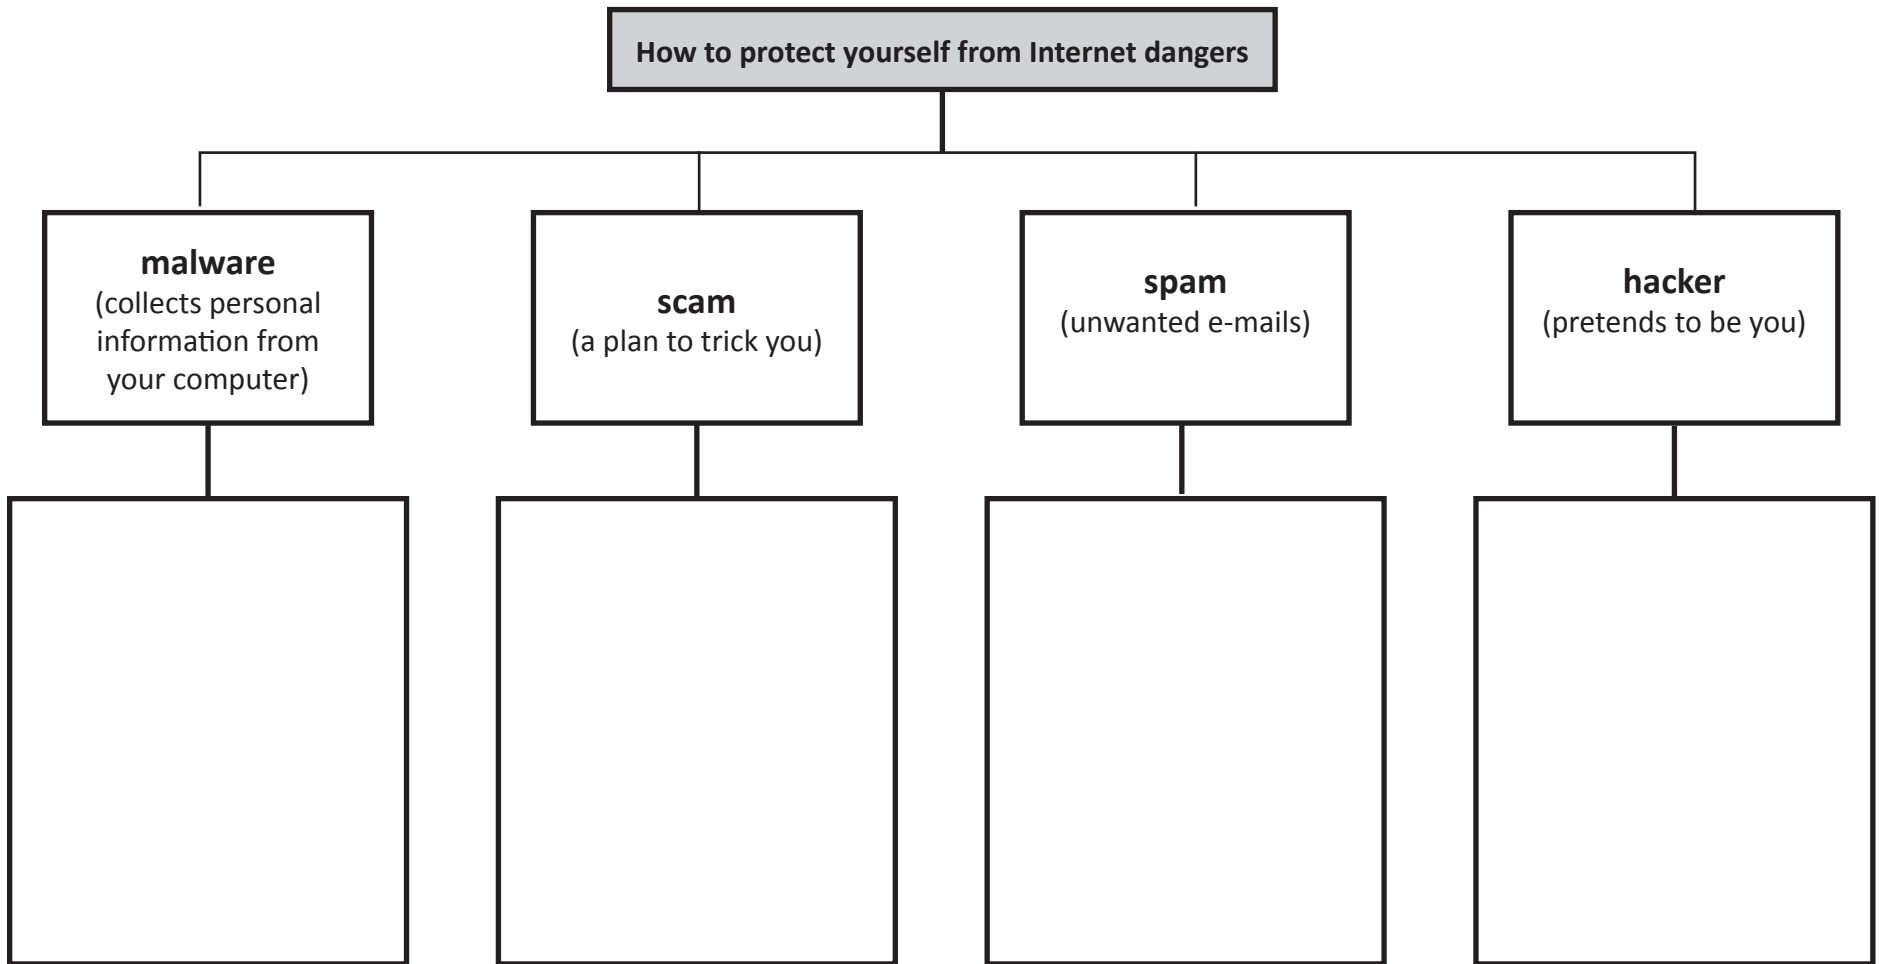 How to protect yourself from Internet dangers
malware
(collects personal
information from
your computer)
scam
(a plan to trick you)
spam
(unwanted e-mails)
hacker
(pretends to be you)